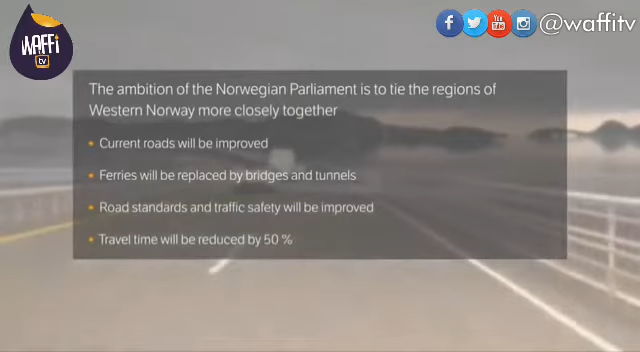 WAFFi
tv
You
Tube
@waffitv
The ambition of the Norwegian Parliament is to tie the regions of
Western Norway more closely together
• Current roads will be improved
• Ferries will be replaced by bridges and tunnels
• Road standards and traffic safety will be improved
• Travel time will be reduced by 50 %